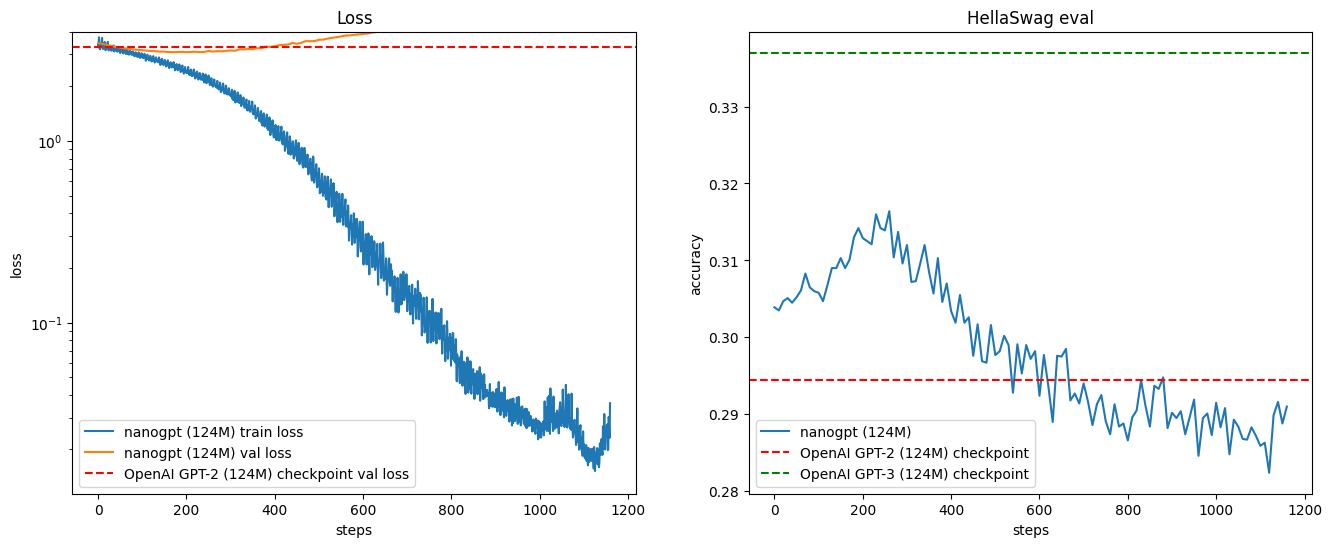 Loss
loss
10⁰
10⁻¹
0
200
400
600
800
1000
1200
steps
nanogpt (124M) train loss
nanogpt (124M) val loss
OpenAI GPT-2 (124M) checkpoint val loss
HellaSwag eval
accuracy
0.33
0.32
0.31
0.30
0.29
0.28
0
200
400
600
800
1000
1200
steps
nanogpt (124M)
OpenAI GPT-2 (124M) checkpoint
OpenAI GPT-3 (124M) checkpoint